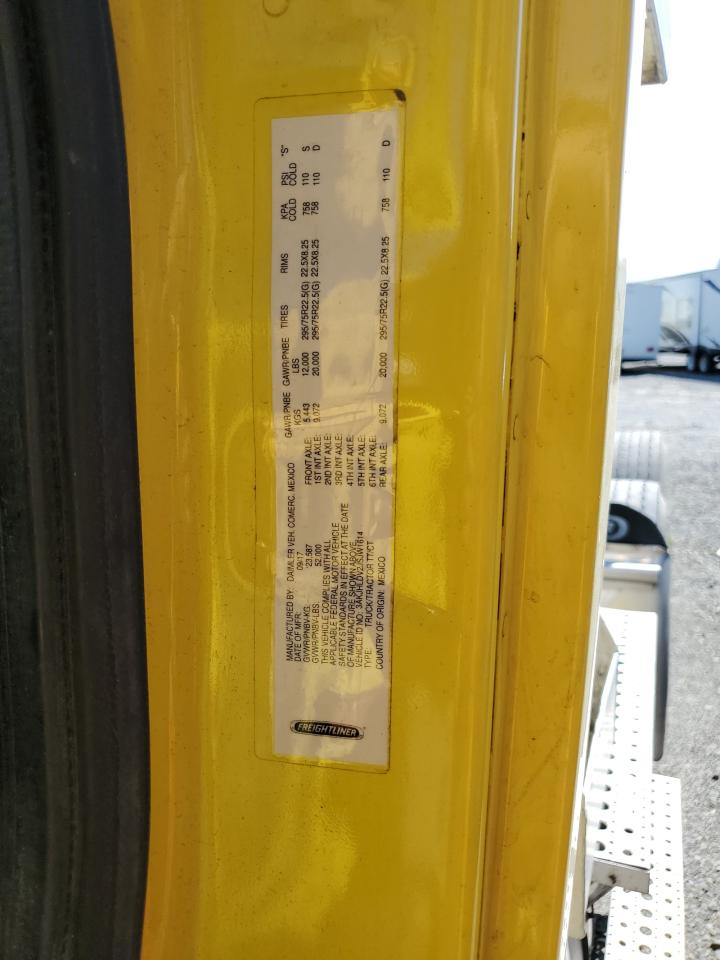 FREIGHTLINER
MANUFACTURED BY: DAIMLER VEH. COMERC. MEXICO
DATE OF MFR: 09/17
GVWR/PNBV-KG. 23,587
GVWR/PNBV-LBS. 52,000
THIS VEHICLE COMPLIES WITH ALL
APPLICABLE FEDERAL MOTOR VEHICLE
SAFETY STANDARDS IN EFFECT AT THE DATE
OF MANUFACTURE SHOWN ABOVE.
VEHICLE ID NO: 3AKJHLDV2JSJW1614
TYPE: TRUCK/TRACTOR TT/CT
COUNTRY OF ORIGIN: MEXICO
GAWR/PNBE GAWR/PNBE TIRES RIMS KPA PSI "S"
KGS LBS COLD COLD
FRONT AXLE: 5,443 12,000 295/75R22.5(G) 22.5X8.25 758 110 S
1ST INT AXLE: 9,072 20,000 295/75R22.5(G) 22.5X8.25 758 110 D
2ND INT AXLE:
3RD INT AXLE:
4TH INT AXLE:
5TH INT AXLE:
6TH INT AXLE:
REAR AXLE: 9,072 20,000 295/75R22.5(G) 22.5X8.25 758 110 D